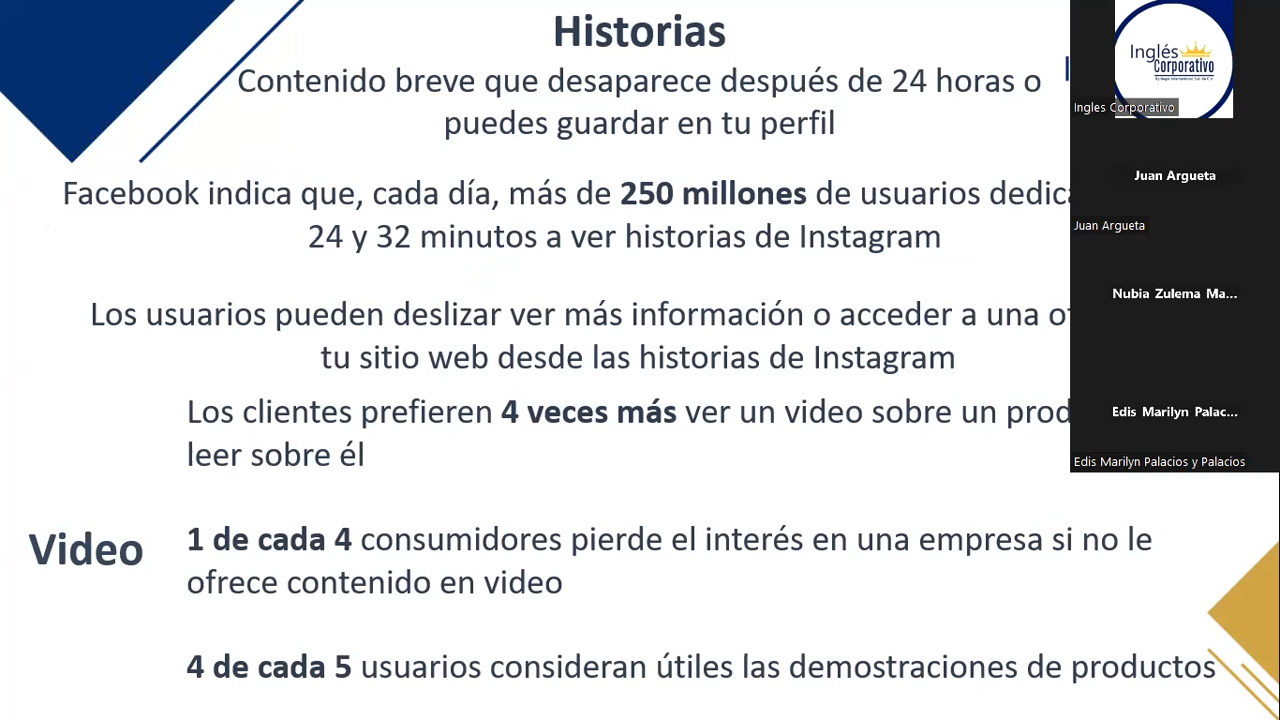 Historias
Contenido breve que desaparece después de 24 horas o
puedes guardar en tu perfil
Facebook indica que, cada día, más de 250 millones de usuarios
24 y 32 minutos a ver historias de Instagram
Los usuarios pueden deslizar ver más información o acceder a una
tu sitio web desde las historias de Instagram
Los clientes prefieren 4 veces más ver un video sobre un
leer sobre él
Video
1 de cada 4 consumidores pierde el interés en una empresa si no le
ofrece contenido en video
4 de cada 5 usuarios consideran útiles las demostraciones de productos
Inglés
Corporativo
Ingles Corporativo
Juan Argueta
Juan Argueta
Nubia Zulema Ma...
Edis Marilyn Palac...
Edis Marilyn Palacios y Palacios